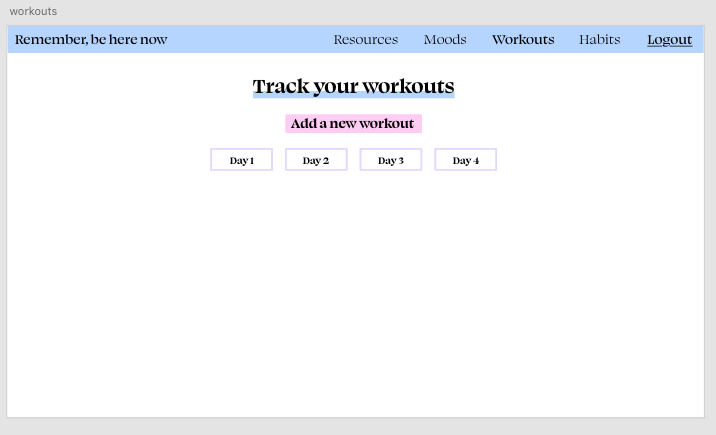 workouts
Remember, be here now Resources Moods Workouts Habits Logout
Track your workouts
Add a new workout
Day 1 Day 2 Day 3 Day 4